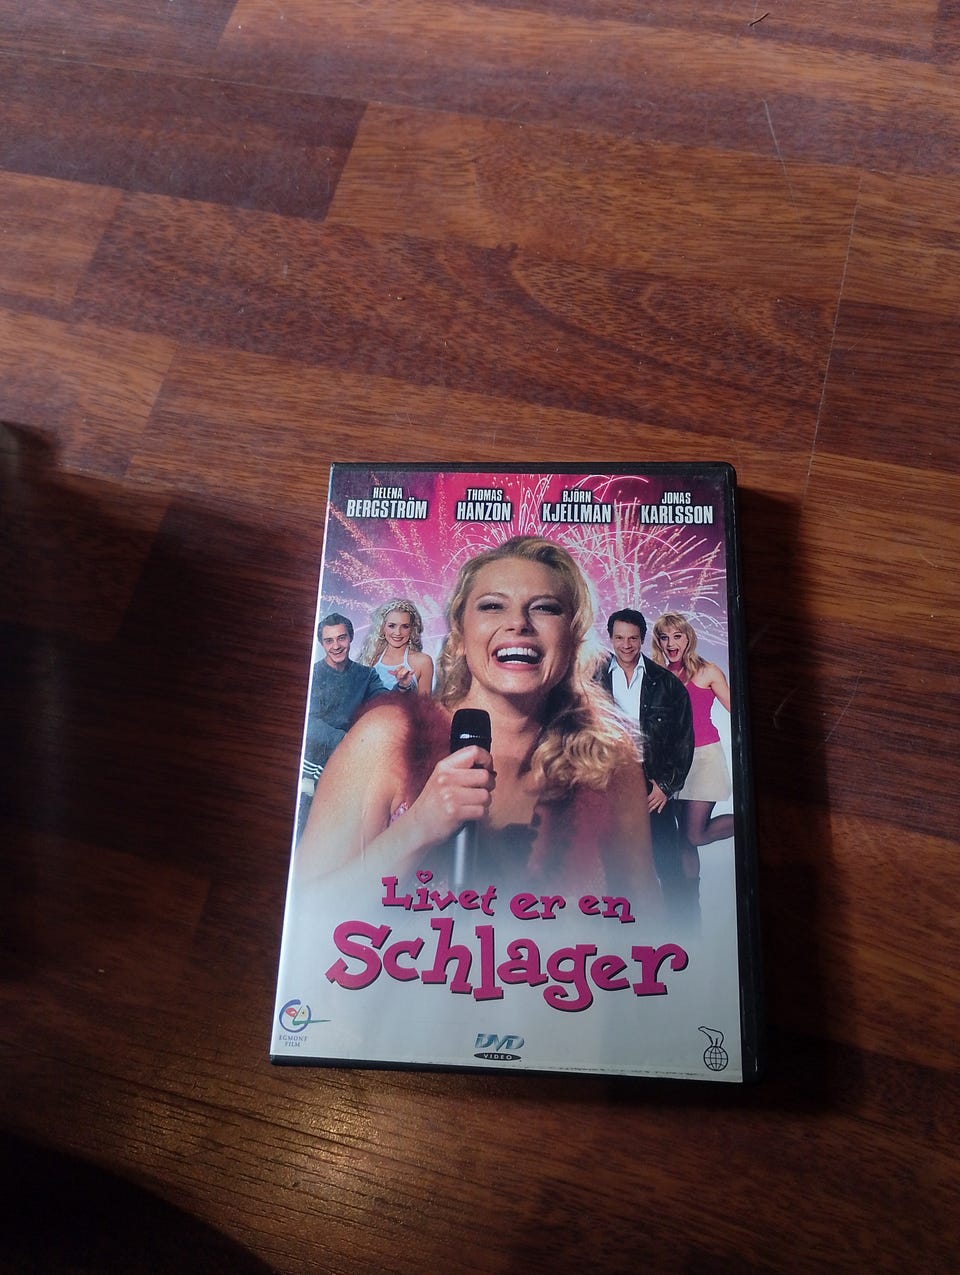 HELENA BERGSTRÖM
THOMAS HANZON
BJÖRN KJELLMAN
JONAS KARLSSON
Livet er en
Schlager
EGMONT
FILM
DVD
VIDEO